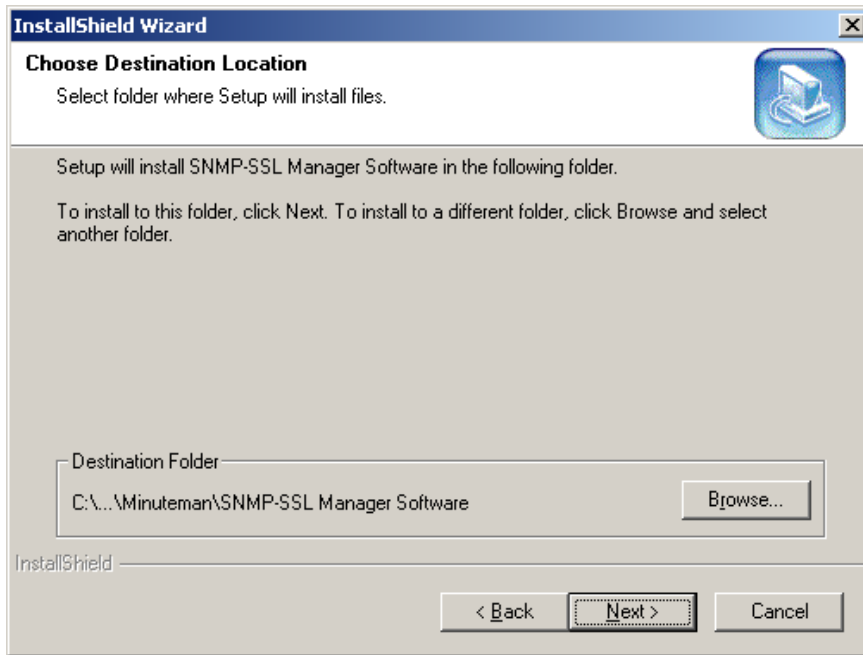 InstallShield Wizard
Choose Destination Location
Select folder where Setup will install files.
Setup will install SNMP-SSL Manager Software in the following folder.
To install to this folder, click Next. To install to a different folder, click Browse and select
another folder.
Destination Folder
C:\...\Minuteman\SNMP-SSL Manager Software
Browse...
InstallShield
< Back
Next >
Cancel